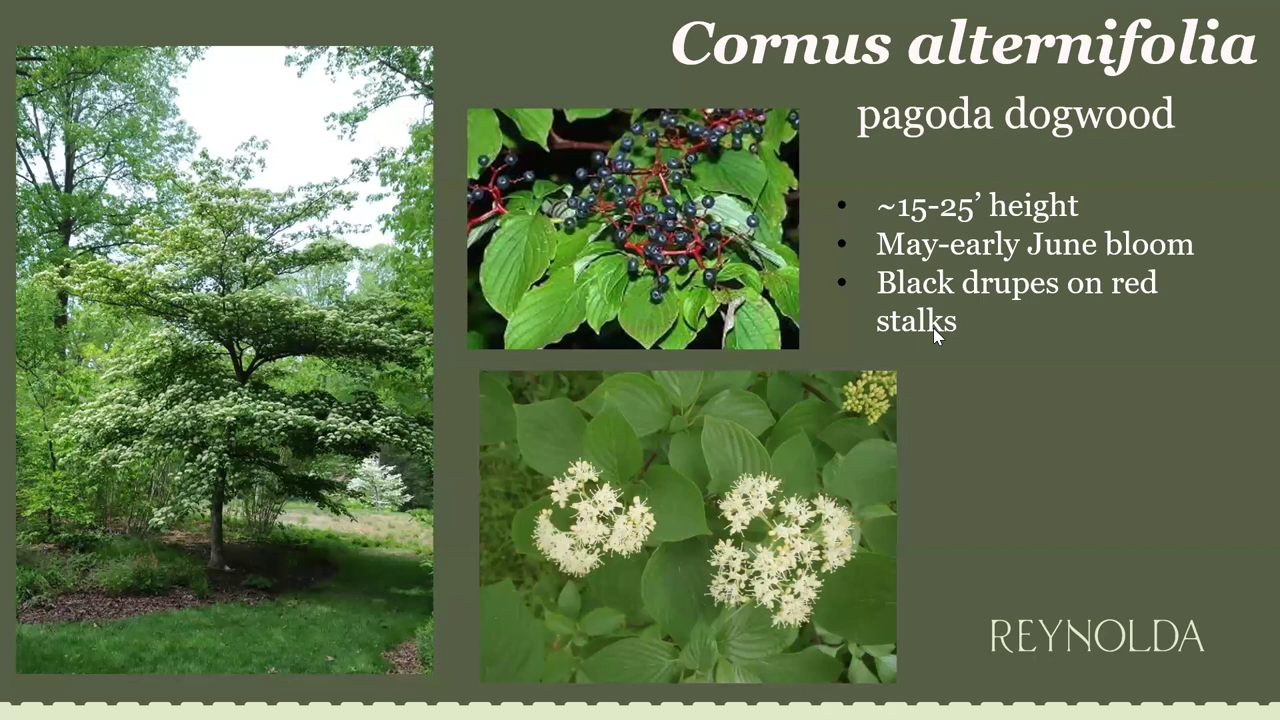 Cornus alternifolia
pagoda dogwood
• ~15-25’ height
• May-early June bloom
• Black drupes on red
stalks
REYNOLDA